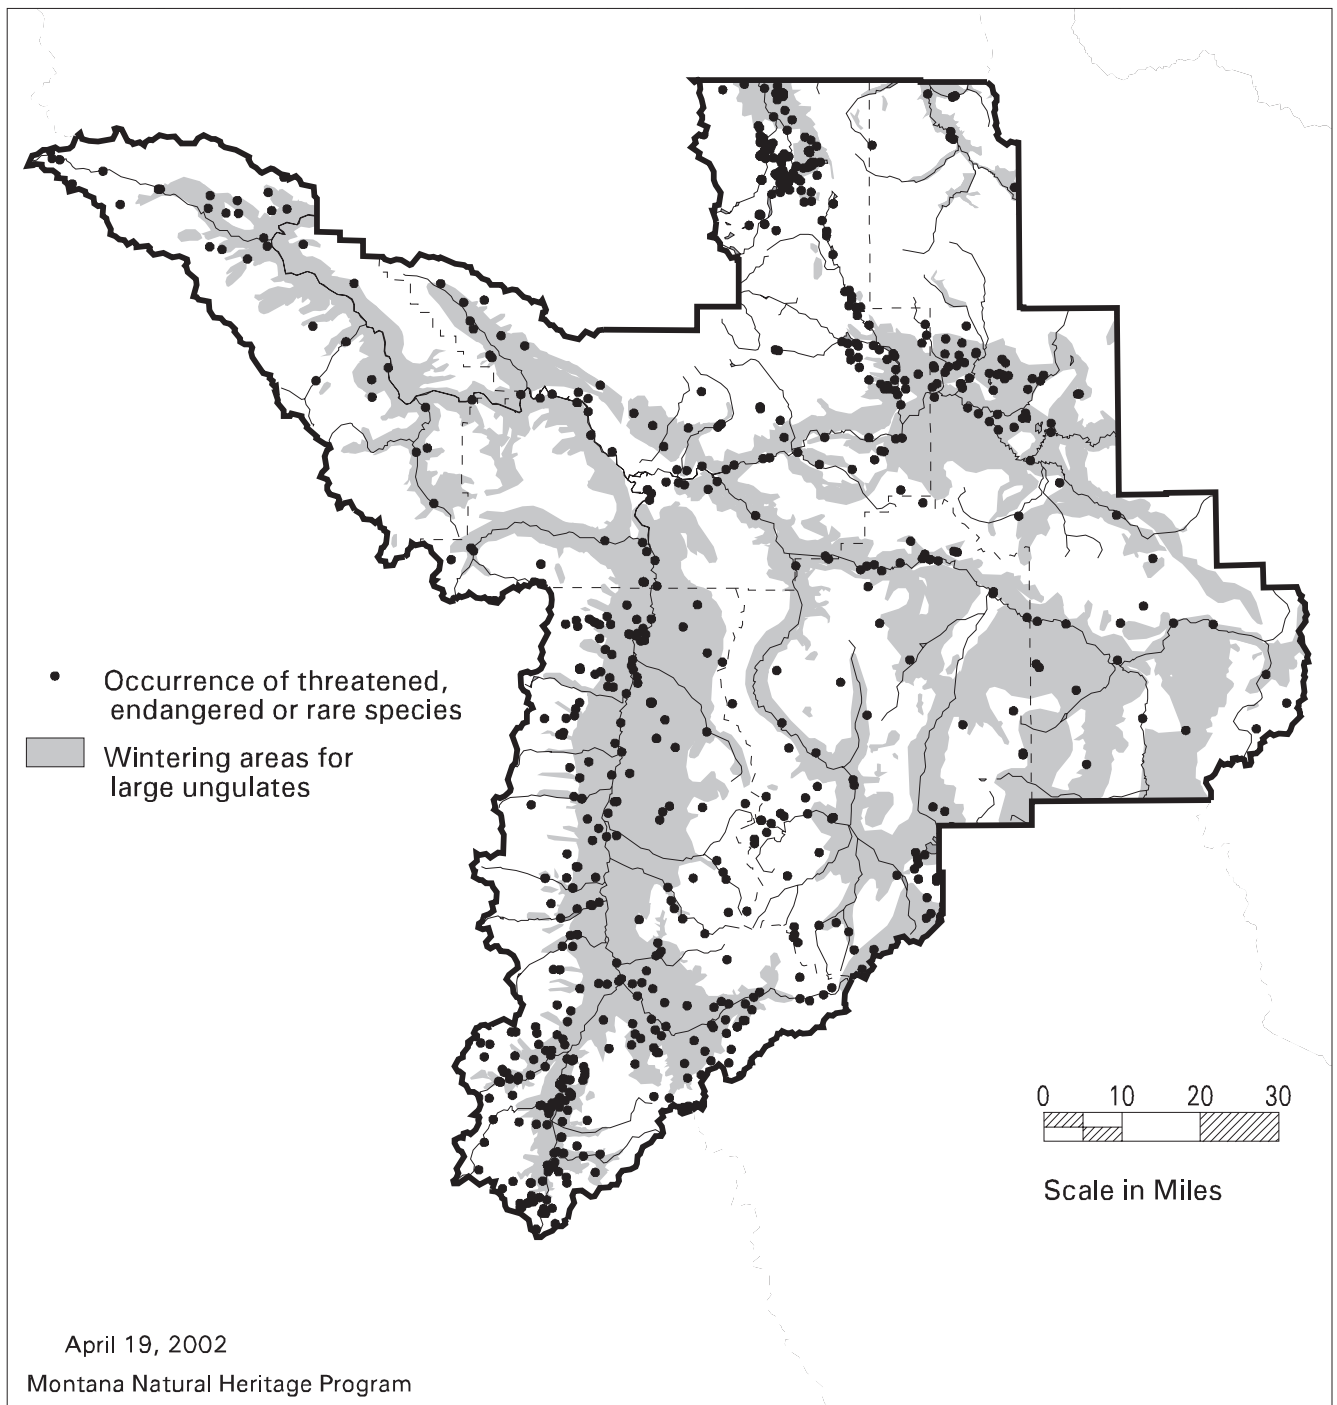 Occurrence of threatened,
endangered or rare species
Wintering areas for
large ungulates
0 10 20 30
Scale in Miles
April 19, 2002
Montana Natural Heritage Program